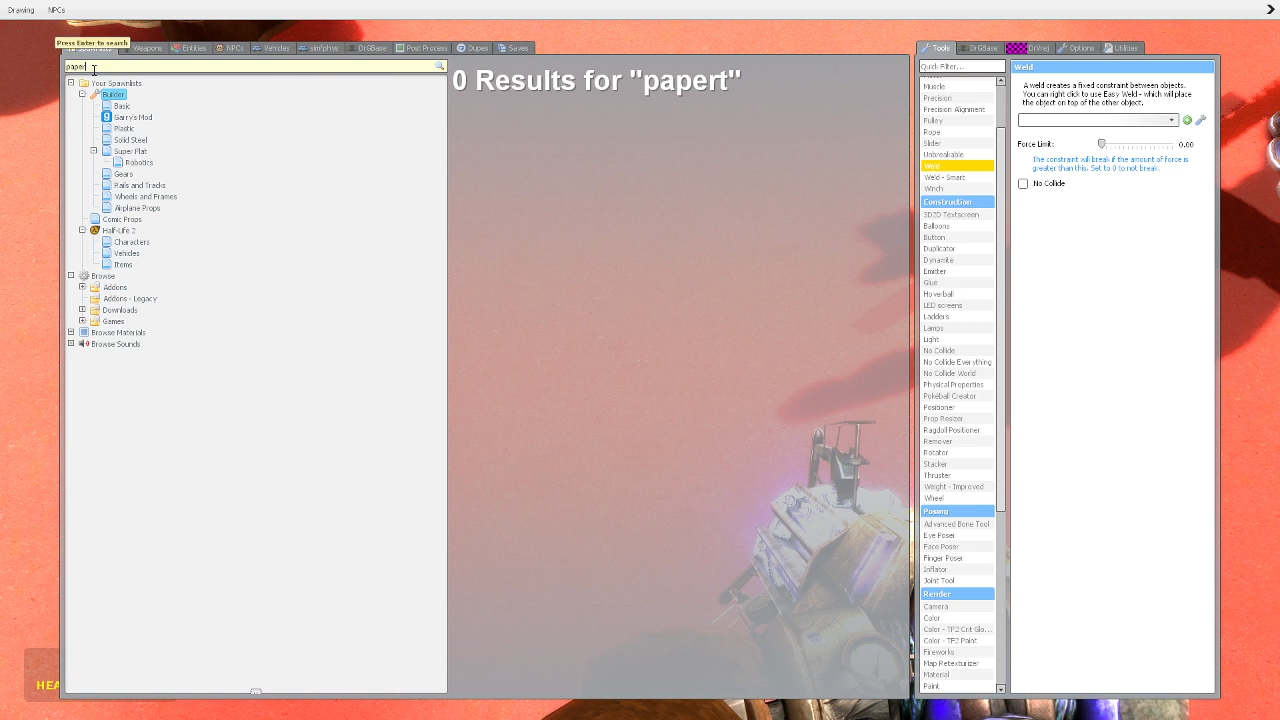 Drawing NPCs
Press Enter to search
Weapons Entities NPCs Vehicles simfphys DrGBase Post Process Dupes Saves
paper
0 Results for "papert"
Your Spawnlists
Builder
Basic
Garry's Mod
Plastic
Solid Steel
Super Flat
Robotics
Gears
Rails and Tracks
Wheels and Frames
Airplane Props
Comic Props
Half-Life 2
Characters
Vehicles
Items
Browse
Addons
Addons - Legacy
Downloads
Games
Browse Materials
Browse Sounds
HEA
Tools DrGBase DrVrej Options Utilities
Quick Filter...
Muscle
Precision
Precision Alignment
Pulley
Rope
Slider
Unbreakable
Weld
Weld - Smart
Winch
Construction
3D2D Textscreen
Balloons
Button
Duplicator
Dynamite
Emitter
Glue
Hoverball
LED screens
Ladders
Lamps
Light
No Collide
No Collide Everything
No Collide World
Physical Properties
Pokéball Creator
Positioner
Prop Resizer
Ragdoll Positioner
Remover
Rotator
Stacker
Thruster
Weight - Improved
Wheel
Posing
Advanced Bone Tool
Eye Poser
Face Poser
Finger Poser
Inflator
Joint Tool
Render
Camera
Color
Color - TF2 Crit Glo...
Color - TF2 Paint
Fireworks
Map Retexturizer
Material
Paint
Weld
A weld creates a fixed constraint between objects.
You can right click to use Easy Weld - which will place
the object on top of the other object.
Force Limit: 0.00
The constraint will break if the amount of force is
greater than this. Set to 0 to not break.
No Collide